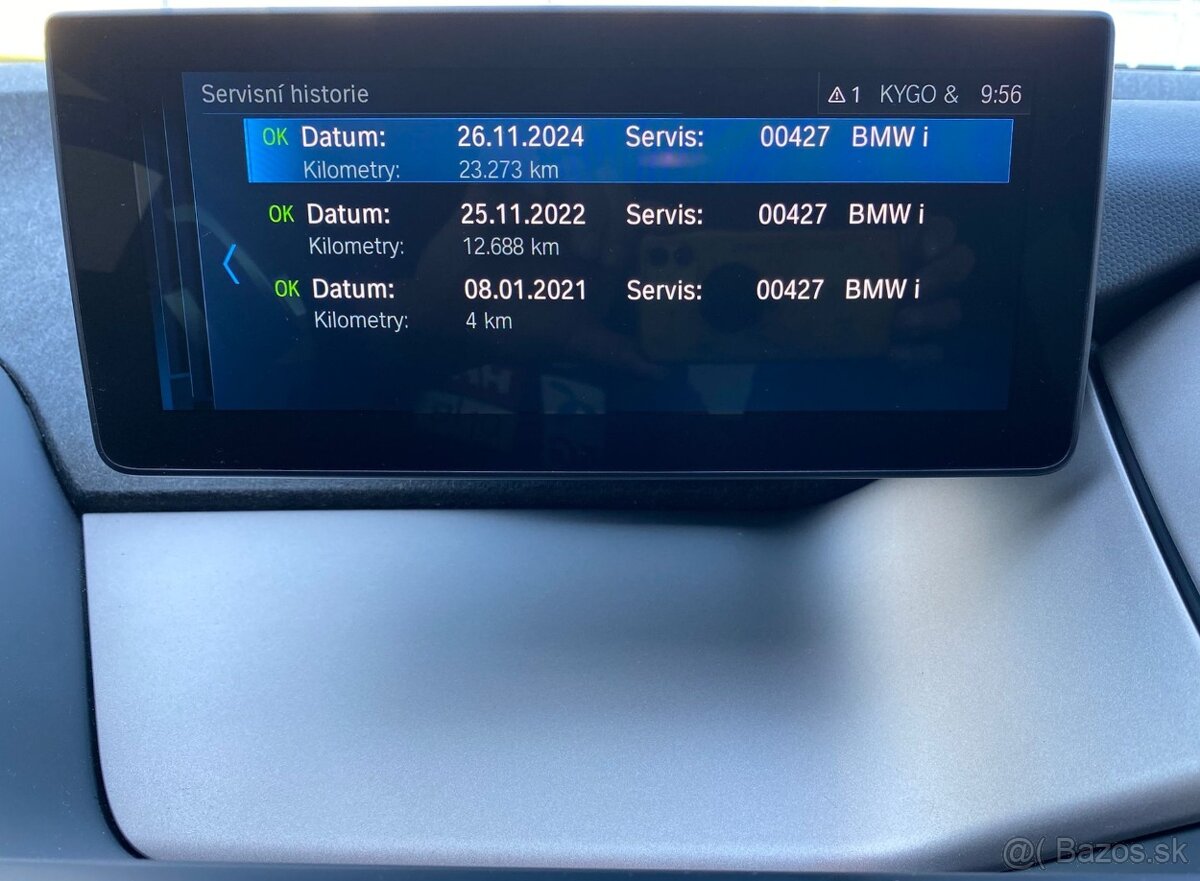 Servisní historie 1 KYGO & 9:56
OK Datum: 26.11.2024 Servis: 00427 BMW i
Kilometry: 23.273 km
OK Datum: 25.11.2022 Servis: 00427 BMW i
Kilometry: 12.688 km
OK Datum: 08.01.2021 Servis: 00427 BMW i
Kilometry: 4 km
@( Bazos.sk